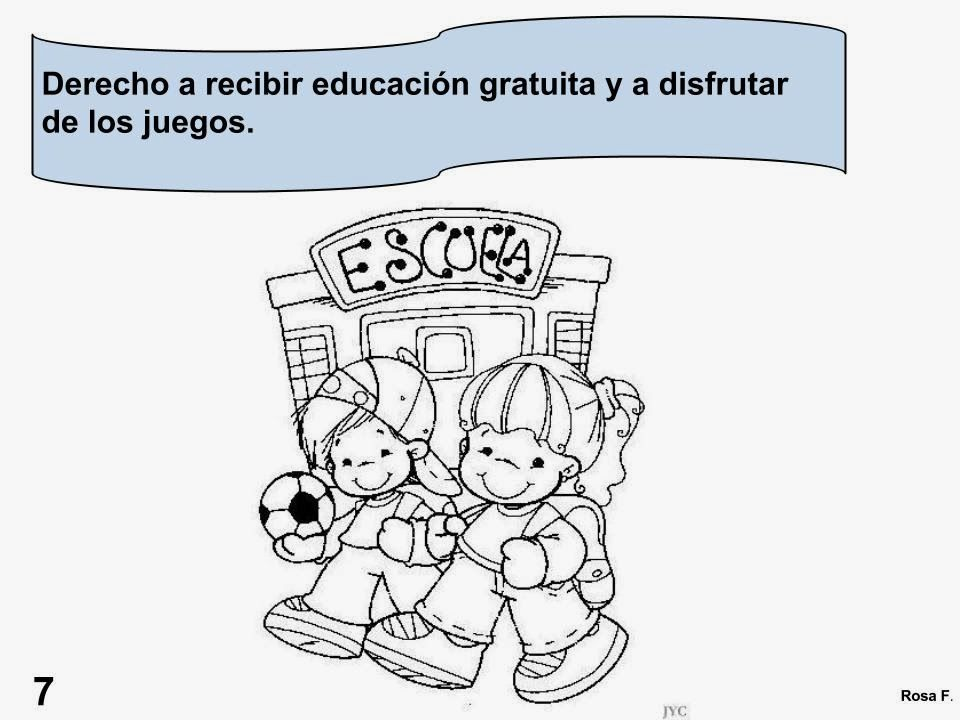 Derecho a recibir educación gratuita y a disfrutar
de los juegos.
ESCUELA
7
Rosa F.
JYC